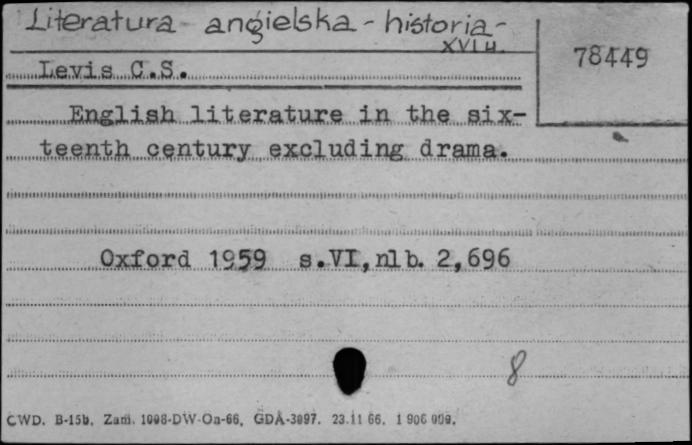 Literatura angielska - historia -
XVI w.
78449
Levis C.S.
English literature in the six-
teenth century excluding drama.
Oxford 1959 s.VI, nlb. 2,696
8
CWD. B-15b. Zam. 1098-DW-Oa-66. GDA-3097. 23.11 66. 1 906 000.